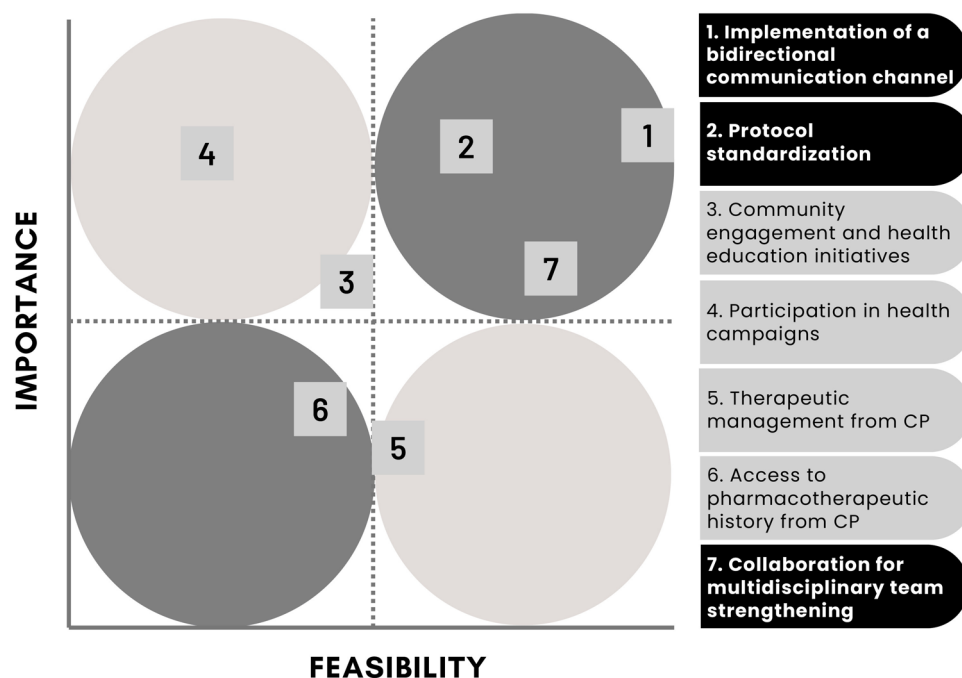 IMPORTANCE
4
2
1
3
7
6
5
FEASIBILITY
1. Implementation of a
bidirectional
communication channel
2. Protocol
standardization
3. Community
engagement and health
education initiatives
4. Participation in health
campaigns
5. Therapeutic
management from CP
6. Access to
pharmacotherapeutic
history from CP
7. Collaboration for
multidisciplinary team
strengthening